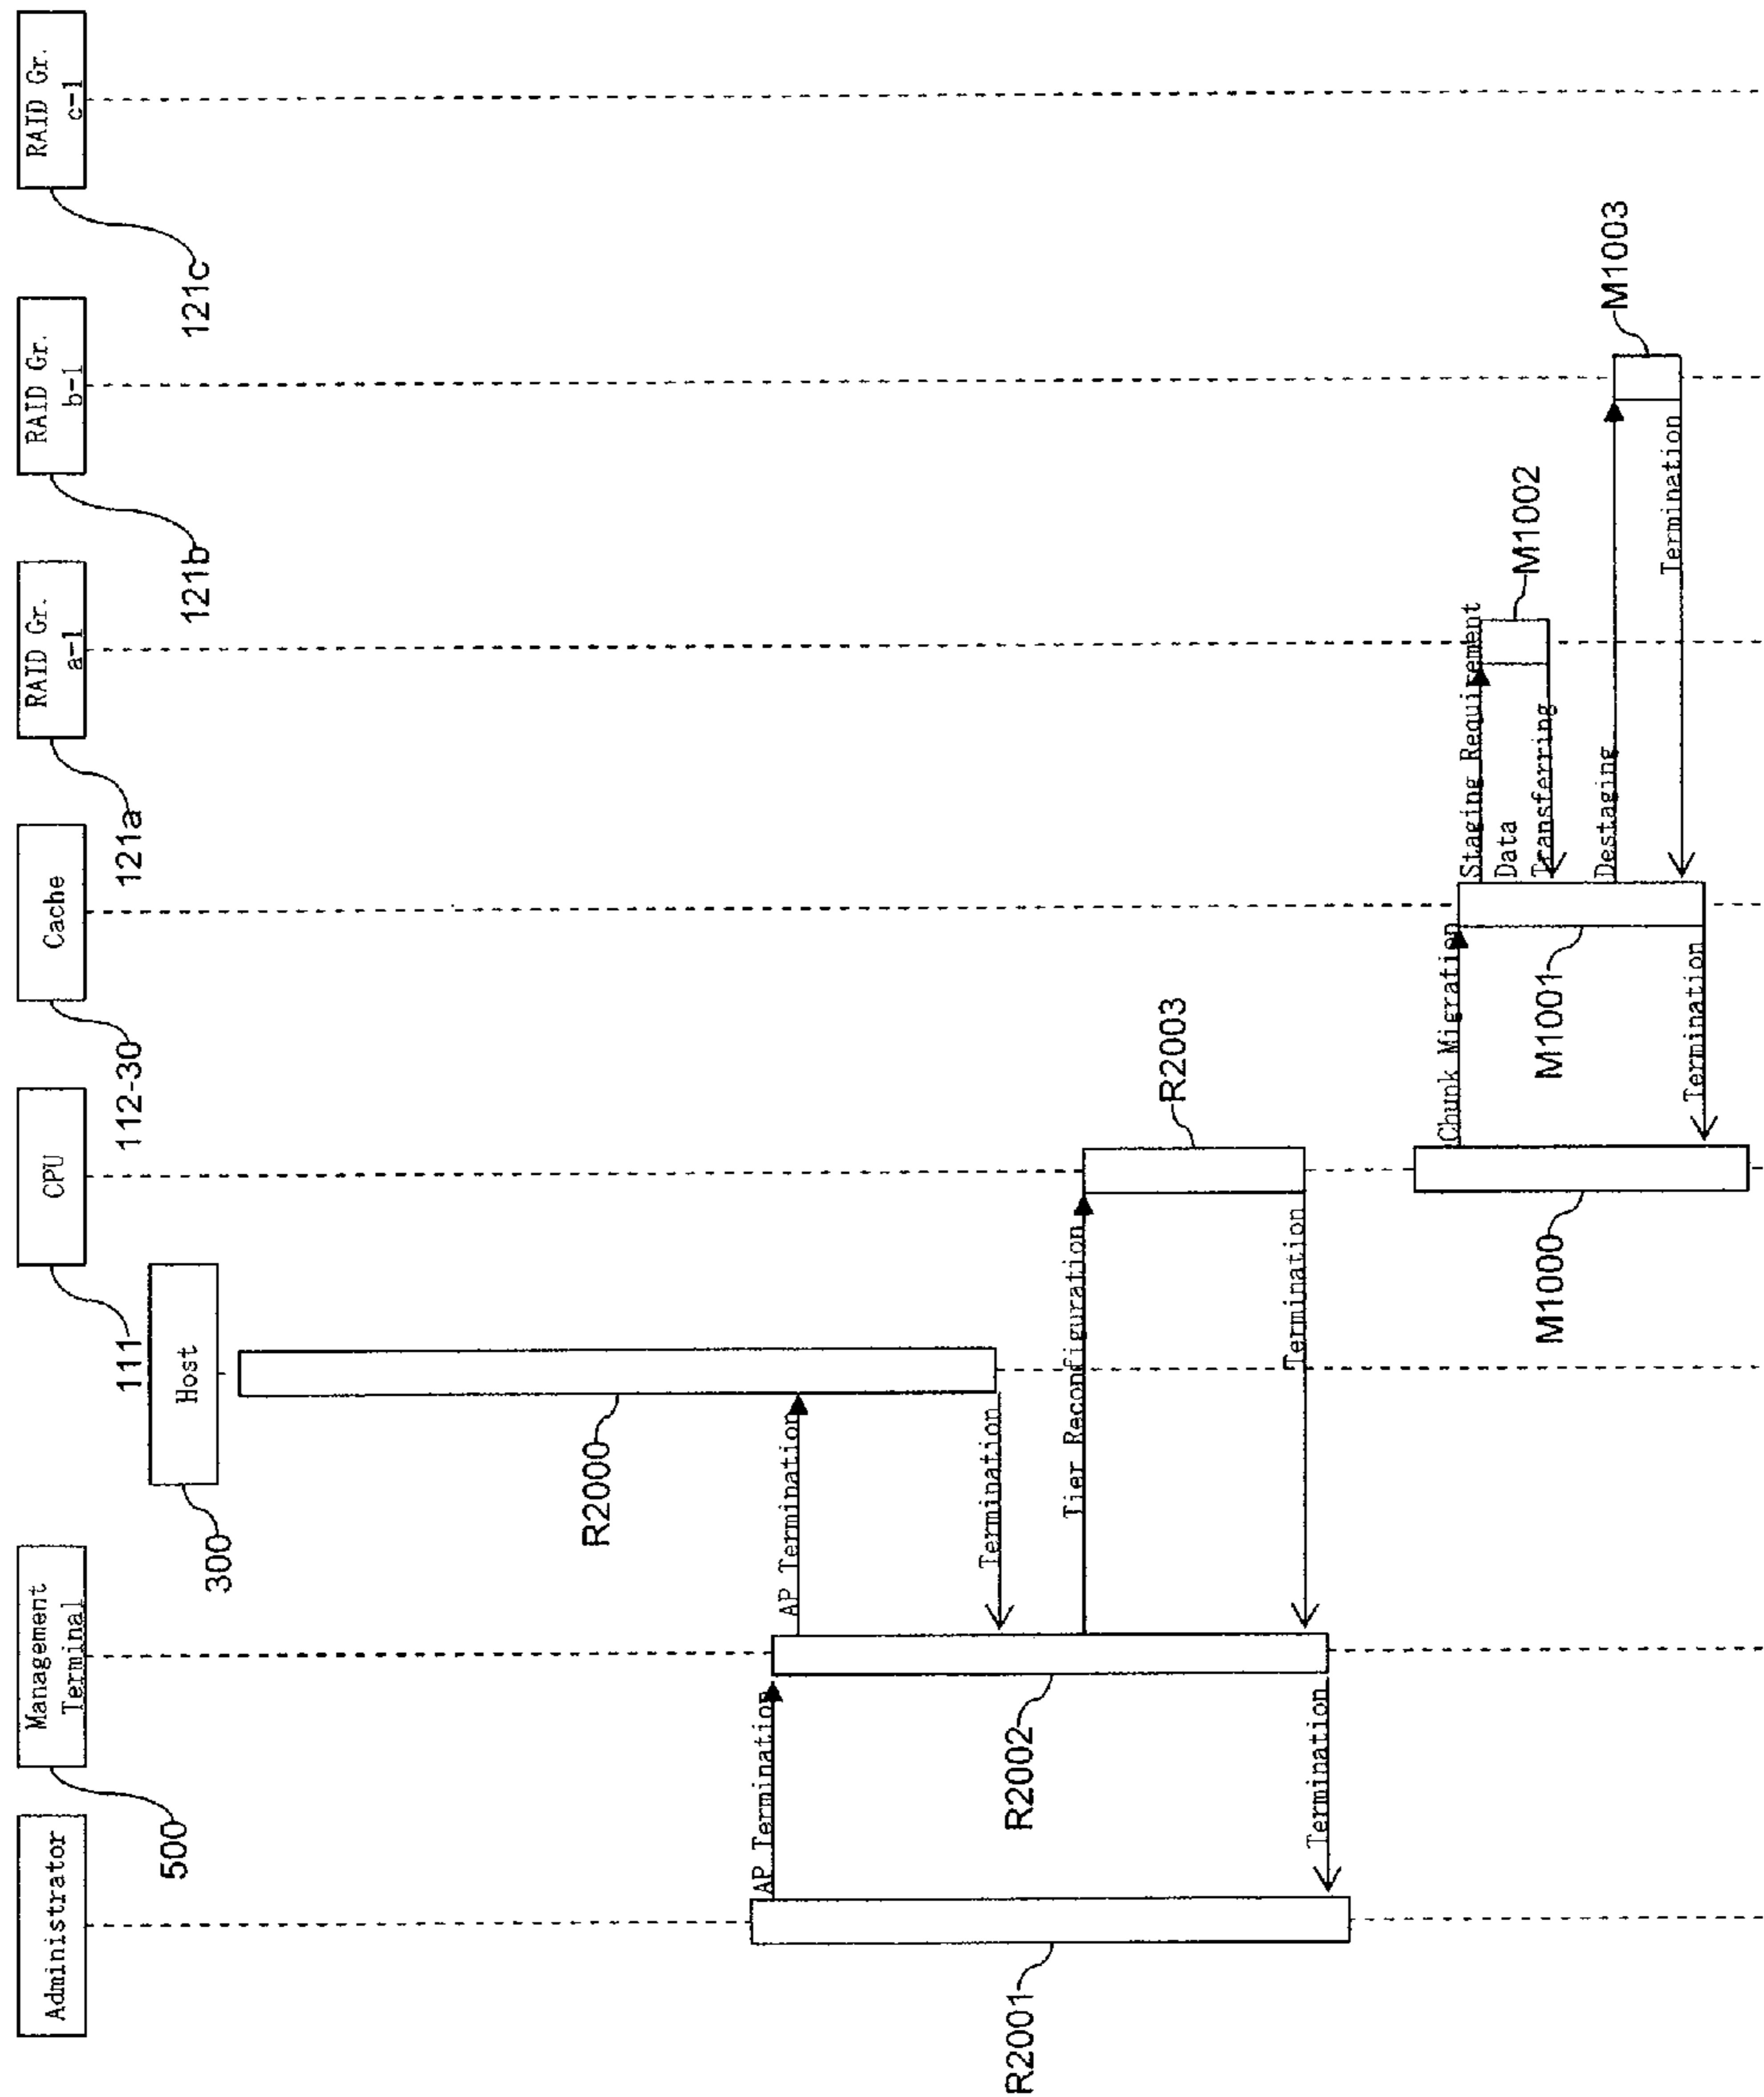 Administrator
Management
Terminal
500
Host
300
CPU
111
Cache
112-30
RAID Gr.
a-1
121a
RAID Gr.
b-1
121b
RAID Gr.
c-1
121c
R2000
AP Termination
AP Termination
R2001
R2002
Termination
Tier Reconfiguration
R2003
Termination
Termination
Chunk Migration
M1000
M1001
Staging Requirement
M1002
Data
Transferring
Destaging
M1003
Termination
Termination